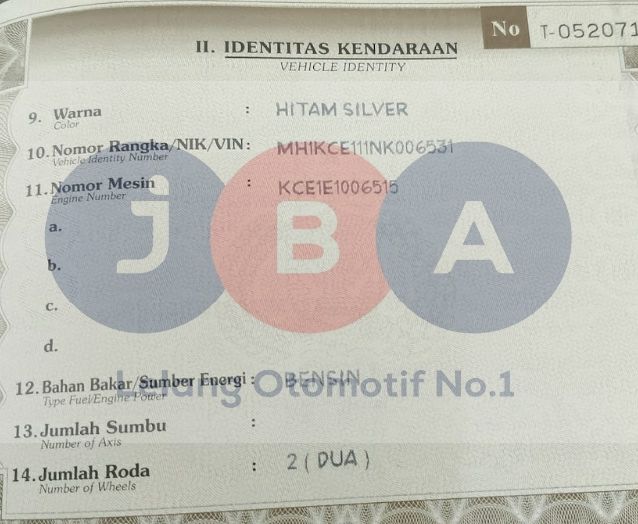 No T-052071
II. IDENTITAS KENDARAAN
VEHICLE IDENTITY
9. Warna : HITAM SILVER
Color
10. Nomor Rangka/NIK/VIN : MH1KCE111NK006531
Vehicle Identity Number
11. Nomor Mesin : KCE1E1006515
Engine Number
a.
JBA
b.
c.
d.
12. Bahan Bakar/Sumber Energi : BENSIN
Type Fuel/Engine Power
Lelang Otomotif No.1
13. Jumlah Sumbu :
Number of Axis
14. Jumlah Roda : 2 ( DUA )
Number of Wheels